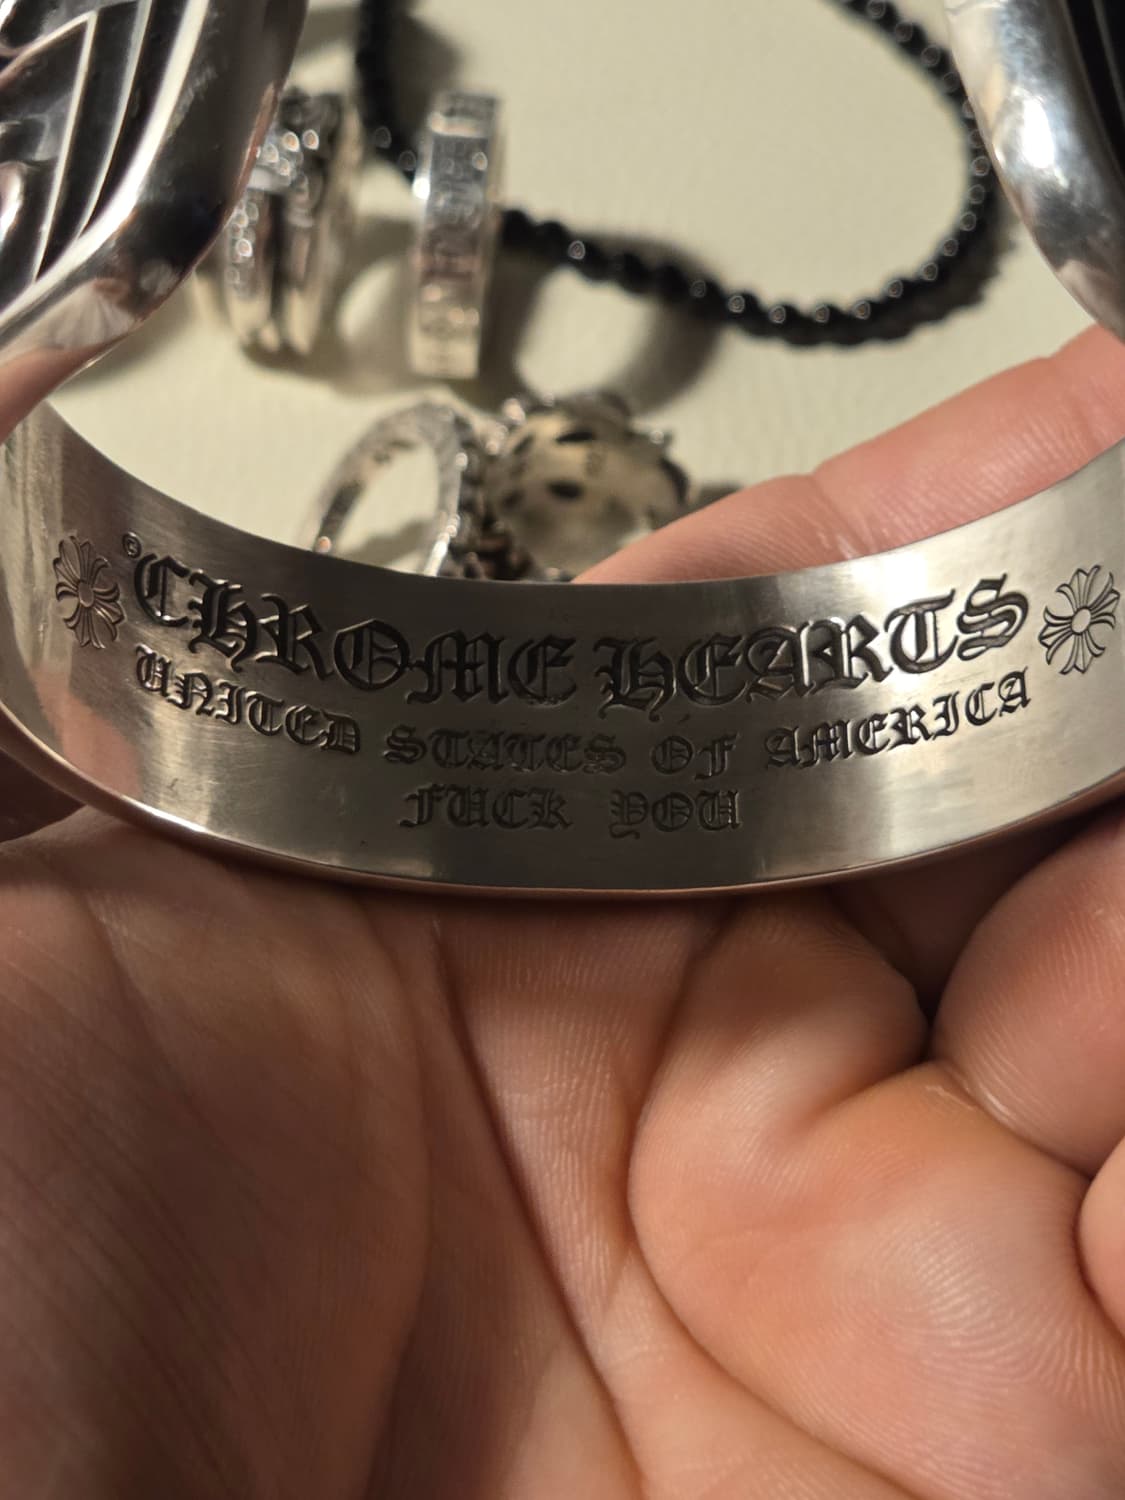 ®CHROME HEARTS
UNITED STATES OF AMERICA
FUCK YOU